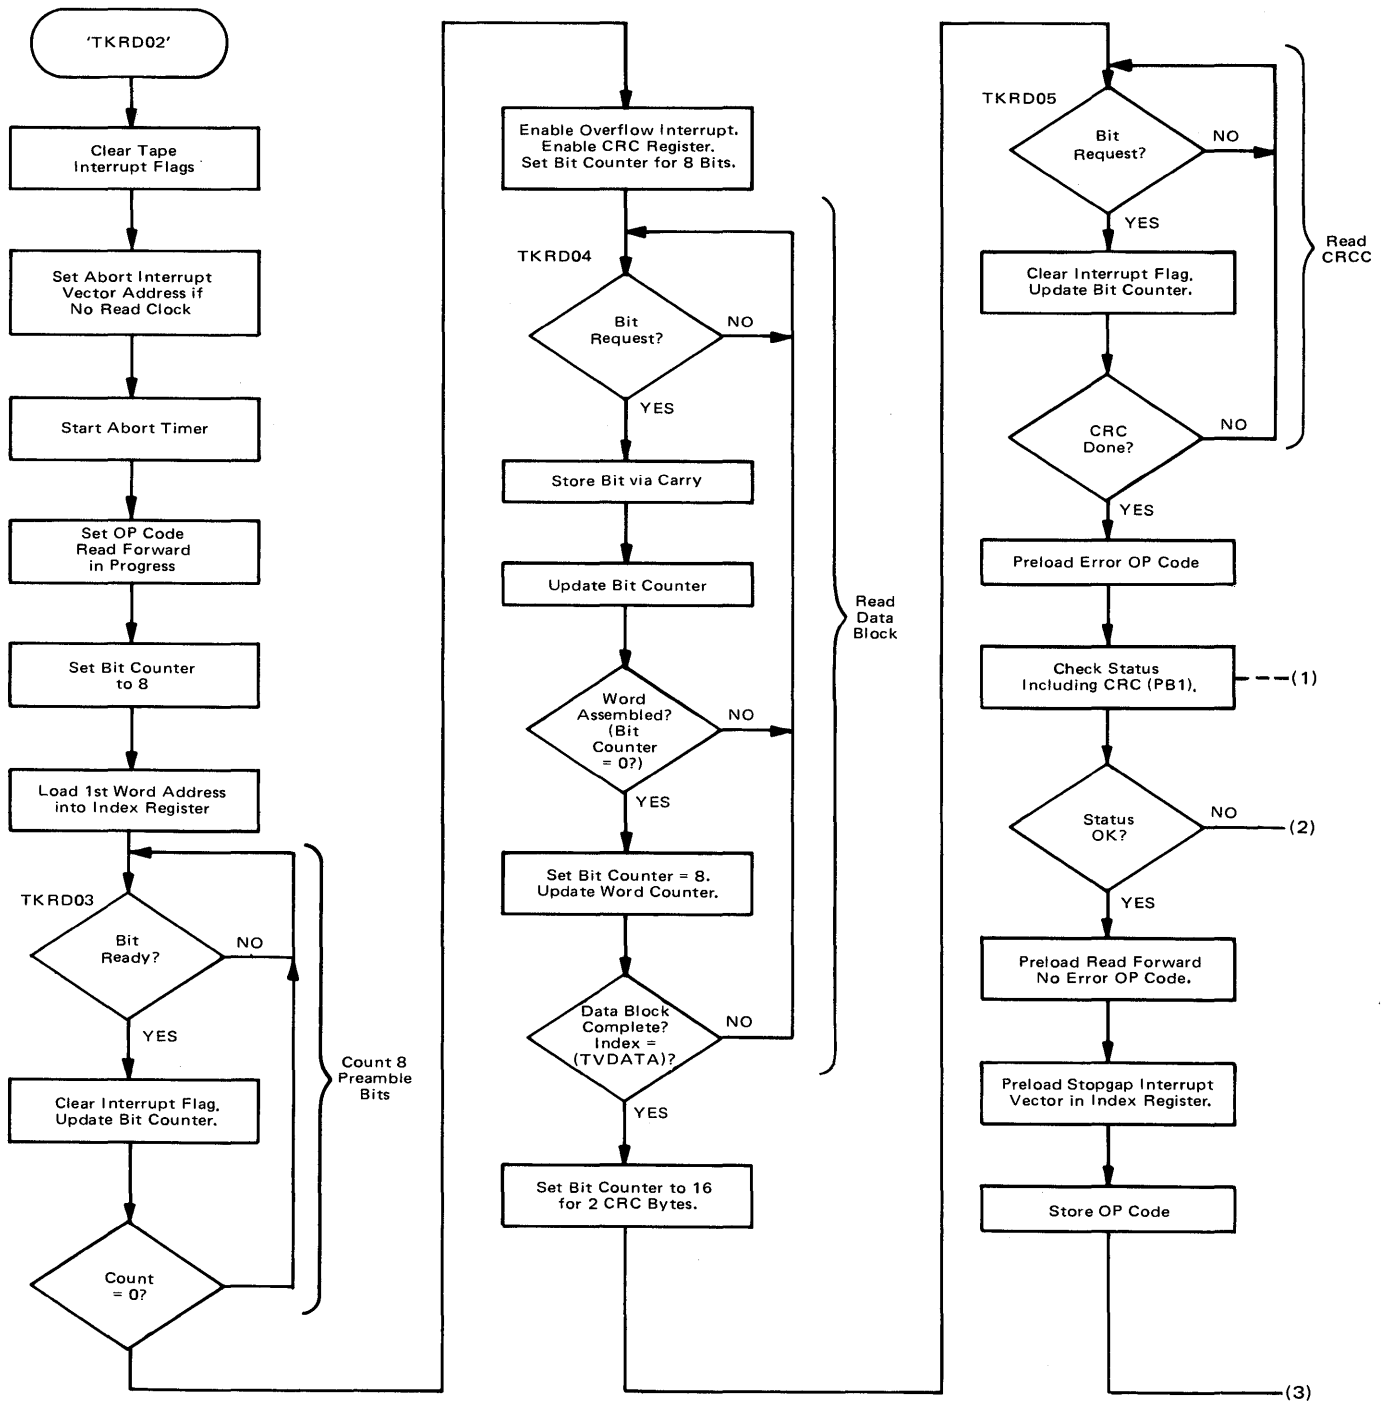 'TKRD02'
Clear Tape
Interrupt Flags
Set Abort Interrupt
Vector Address if
No Read Clock
Start Abort Timer
Set OP Code
Read Forward
in Progress
Set Bit Counter
to 8
Load 1st Word Address
into Index Register
TKRD03
Bit
Ready?
NO
YES
Clear Interrupt Flag.
Update Bit Counter.
Count
= 0?
Count 8
Preamble
Bits
Enable Overflow Interrupt.
Enable CRC Register.
Set Bit Counter for 8 Bits.
TKRD04
Bit
Request?
NO
YES
Store Bit via Carry
Update Bit Counter
Word
Assembled?
(Bit
Counter
= 0?)
NO
YES
Set Bit Counter = 8.
Update Word Counter.
Data Block
Complete?
Index =
(TVDATA)?
NO
YES
Set Bit Counter to 16
for 2 CRC Bytes.
Read
Data
Block
TKRD05
Bit
Request?
NO
YES
Clear Interrupt Flag.
Update Bit Counter.
CRC
Done?
NO
YES
Read
CRCC
Preload Error OP Code
Check Status
Including CRC (PB1).
(1)
Status
OK?
NO
(2)
YES
Preload Read Forward
No Error OP Code.
Preload Stopgap Interrupt
Vector in Index Register.
Store OP Code
(3)